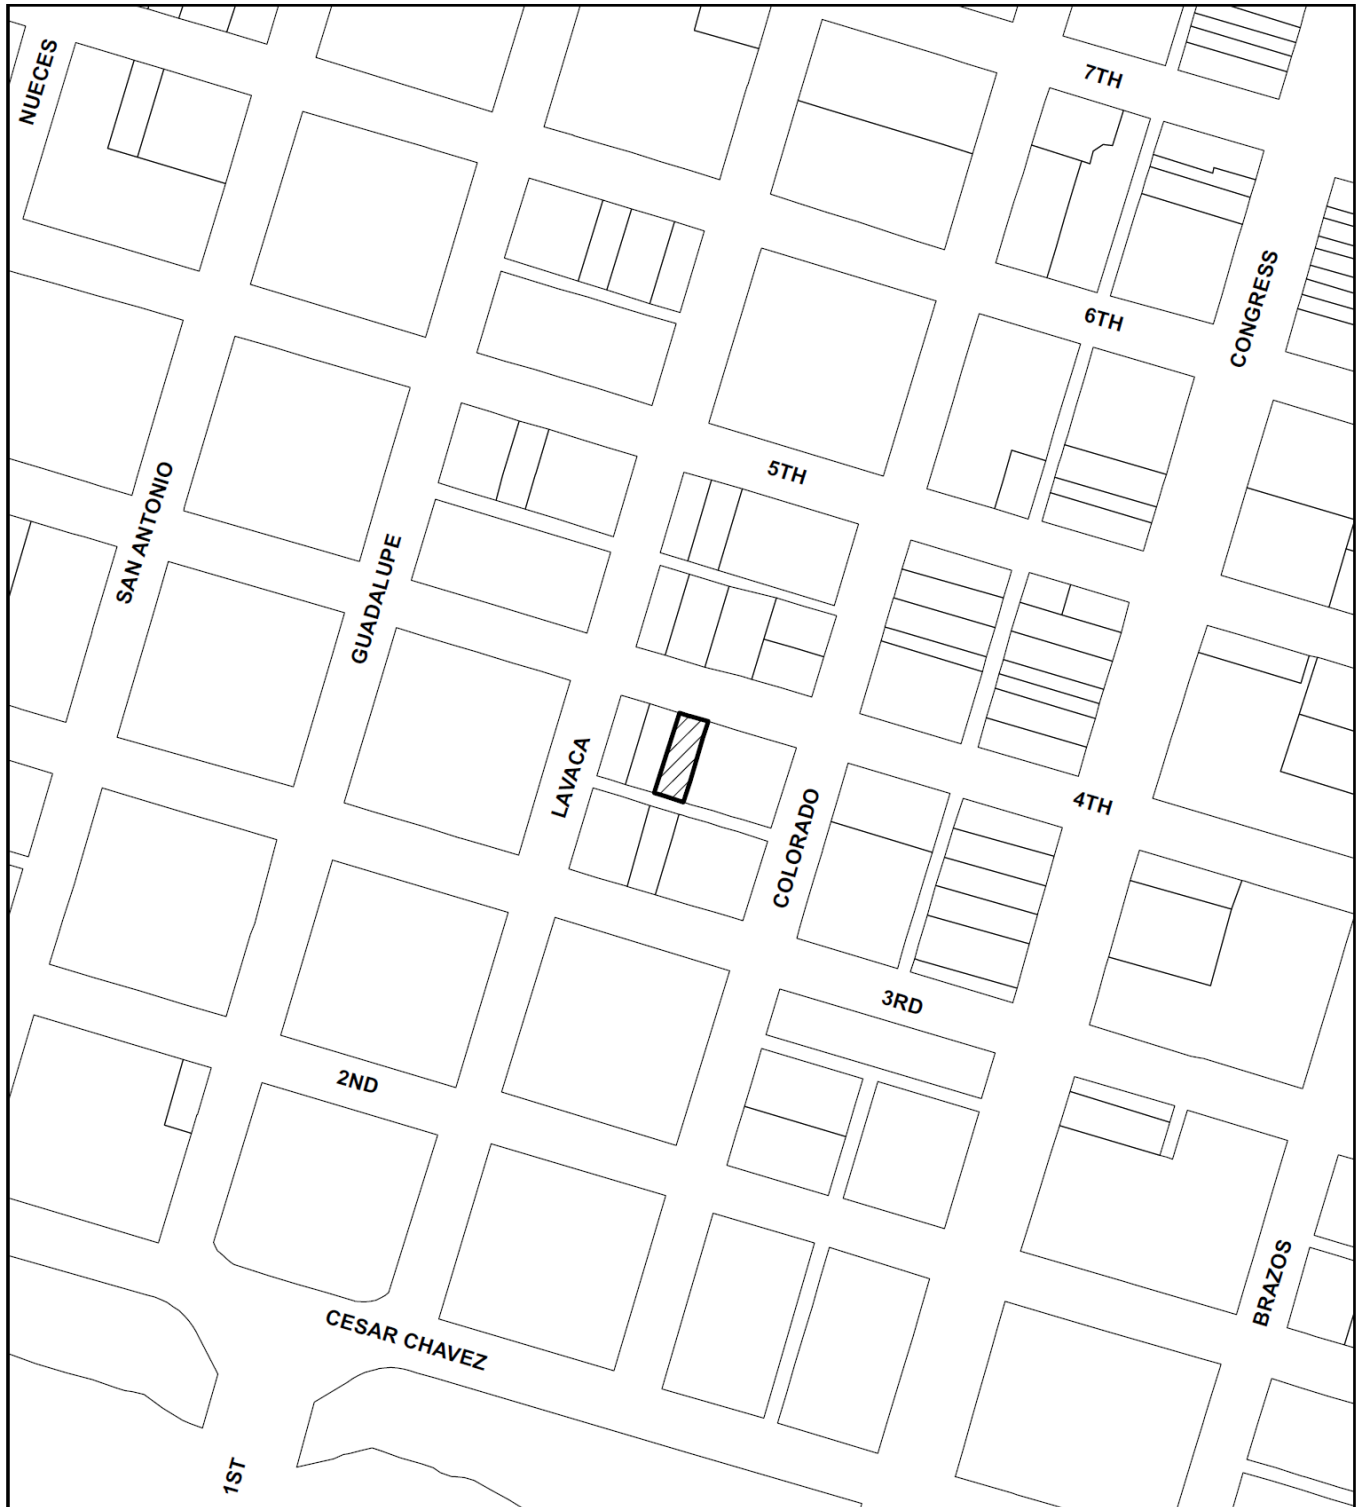 NUECES
7TH
CONGRESS
6TH
5TH
SAN ANTONIO
GUADALUPE
LAVACA
COLORADO
4TH
3RD
2ND
BRAZOS
CESAR CHAVEZ
1ST